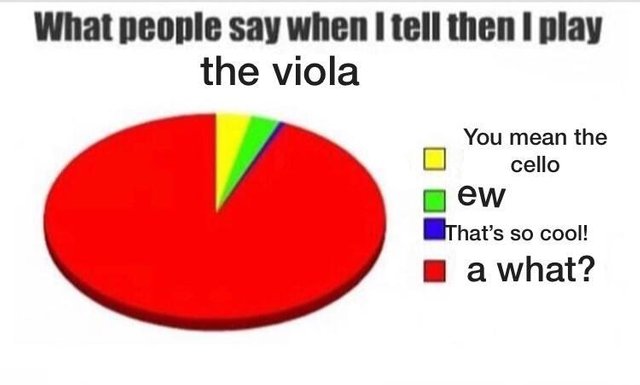 What people say when I tell then I play
the viola
You mean the
cello
ew
That's so cool!
a what?